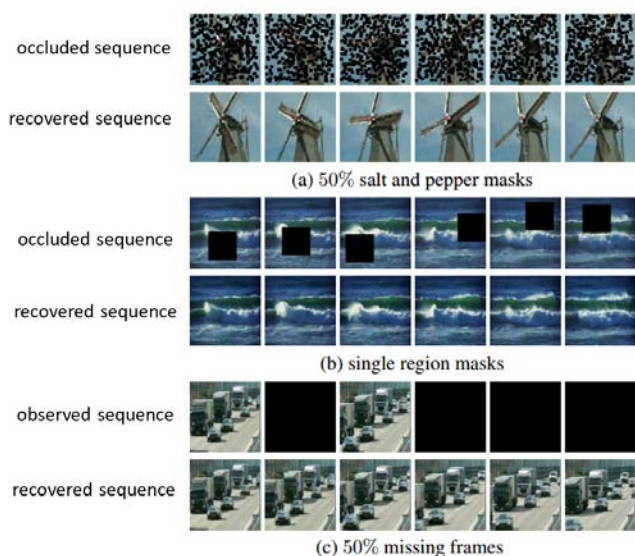 occluded sequence
recovered sequence
(a) 50% salt and pepper masks
occluded sequence
recovered sequence
(b) single region masks
observed sequence
recovered sequence
(c) 50% missing frames